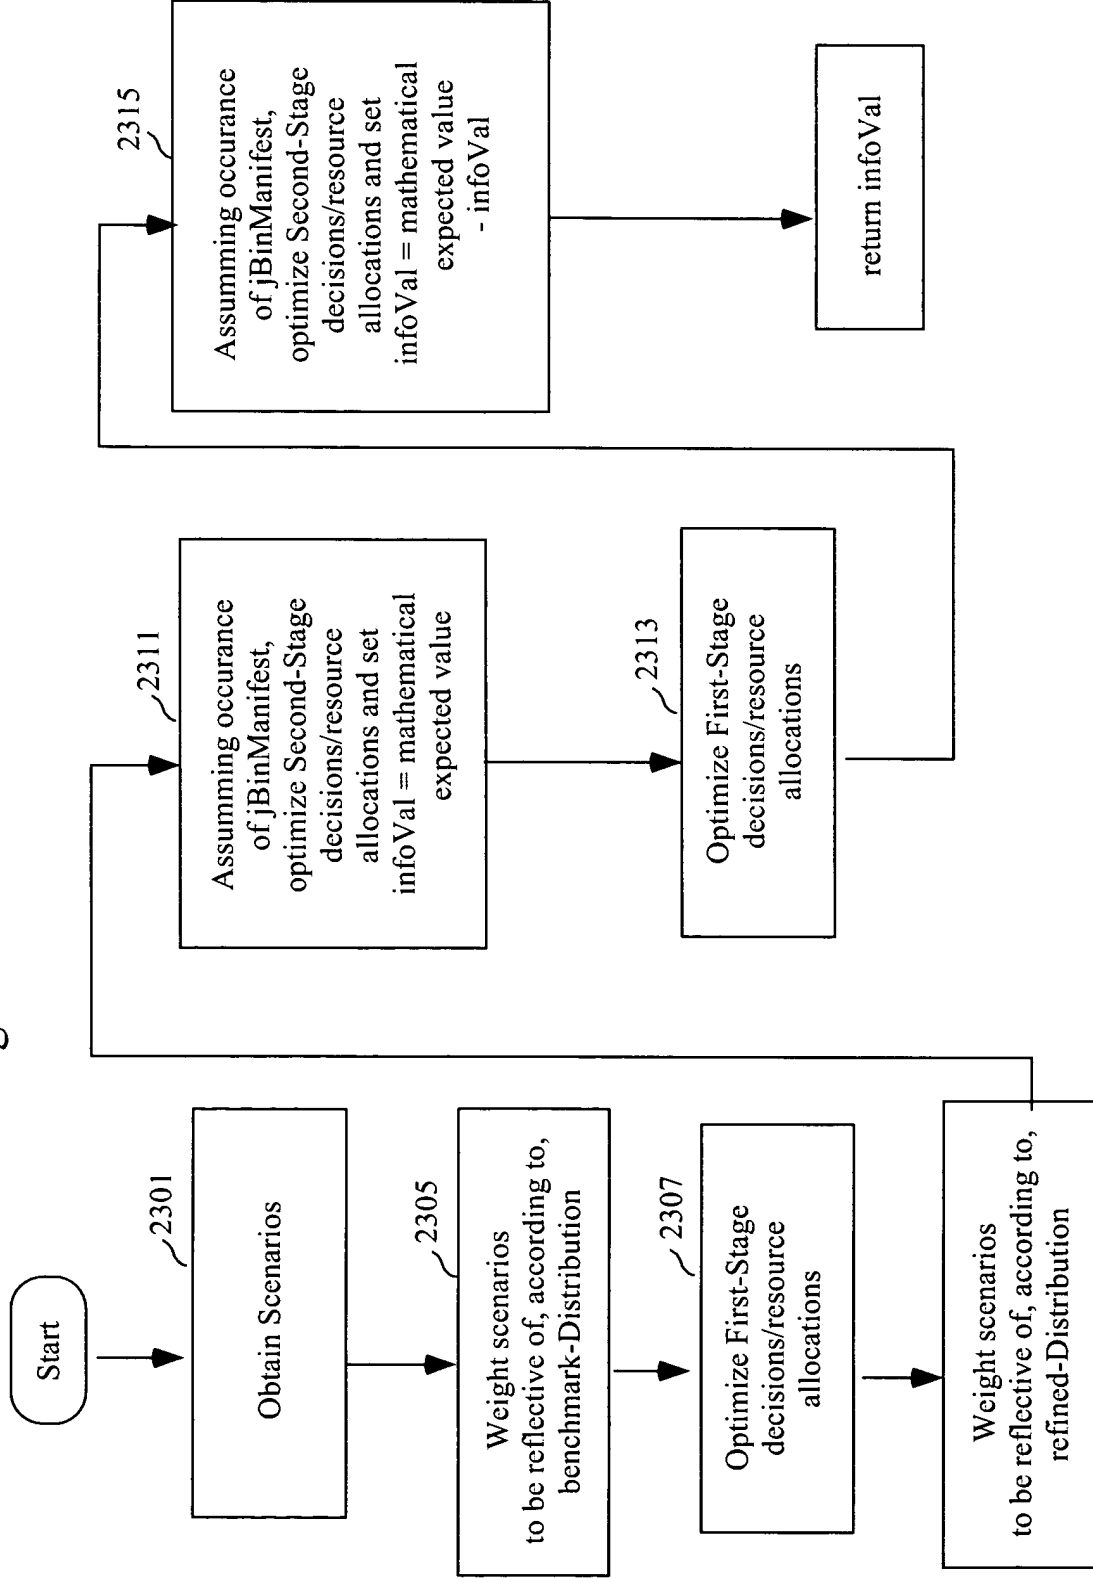 Start
2301
Obtain Scenarios
2305
Weight scenarios
to be reflective of, according to,
benchmark-Distribution
2307
Optimize First-Stage
decisions/resource
allocations
Weight scenarios
to be reflective of, according to,
refined-Distribution
2311
Assumming occurance
of jBinManifest,
optimize Second-Stage
decisions/resource
allocations and set
infoVal = mathematical
expected value
2313
Optimize First-Stage
decisions/resource
allocations
2315
Assumming occurance
of jBinManifest,
optimize Second-Stage
decisions/resource
allocations and set
infoVal = mathematical
expected value
- infoVal
return infoVal